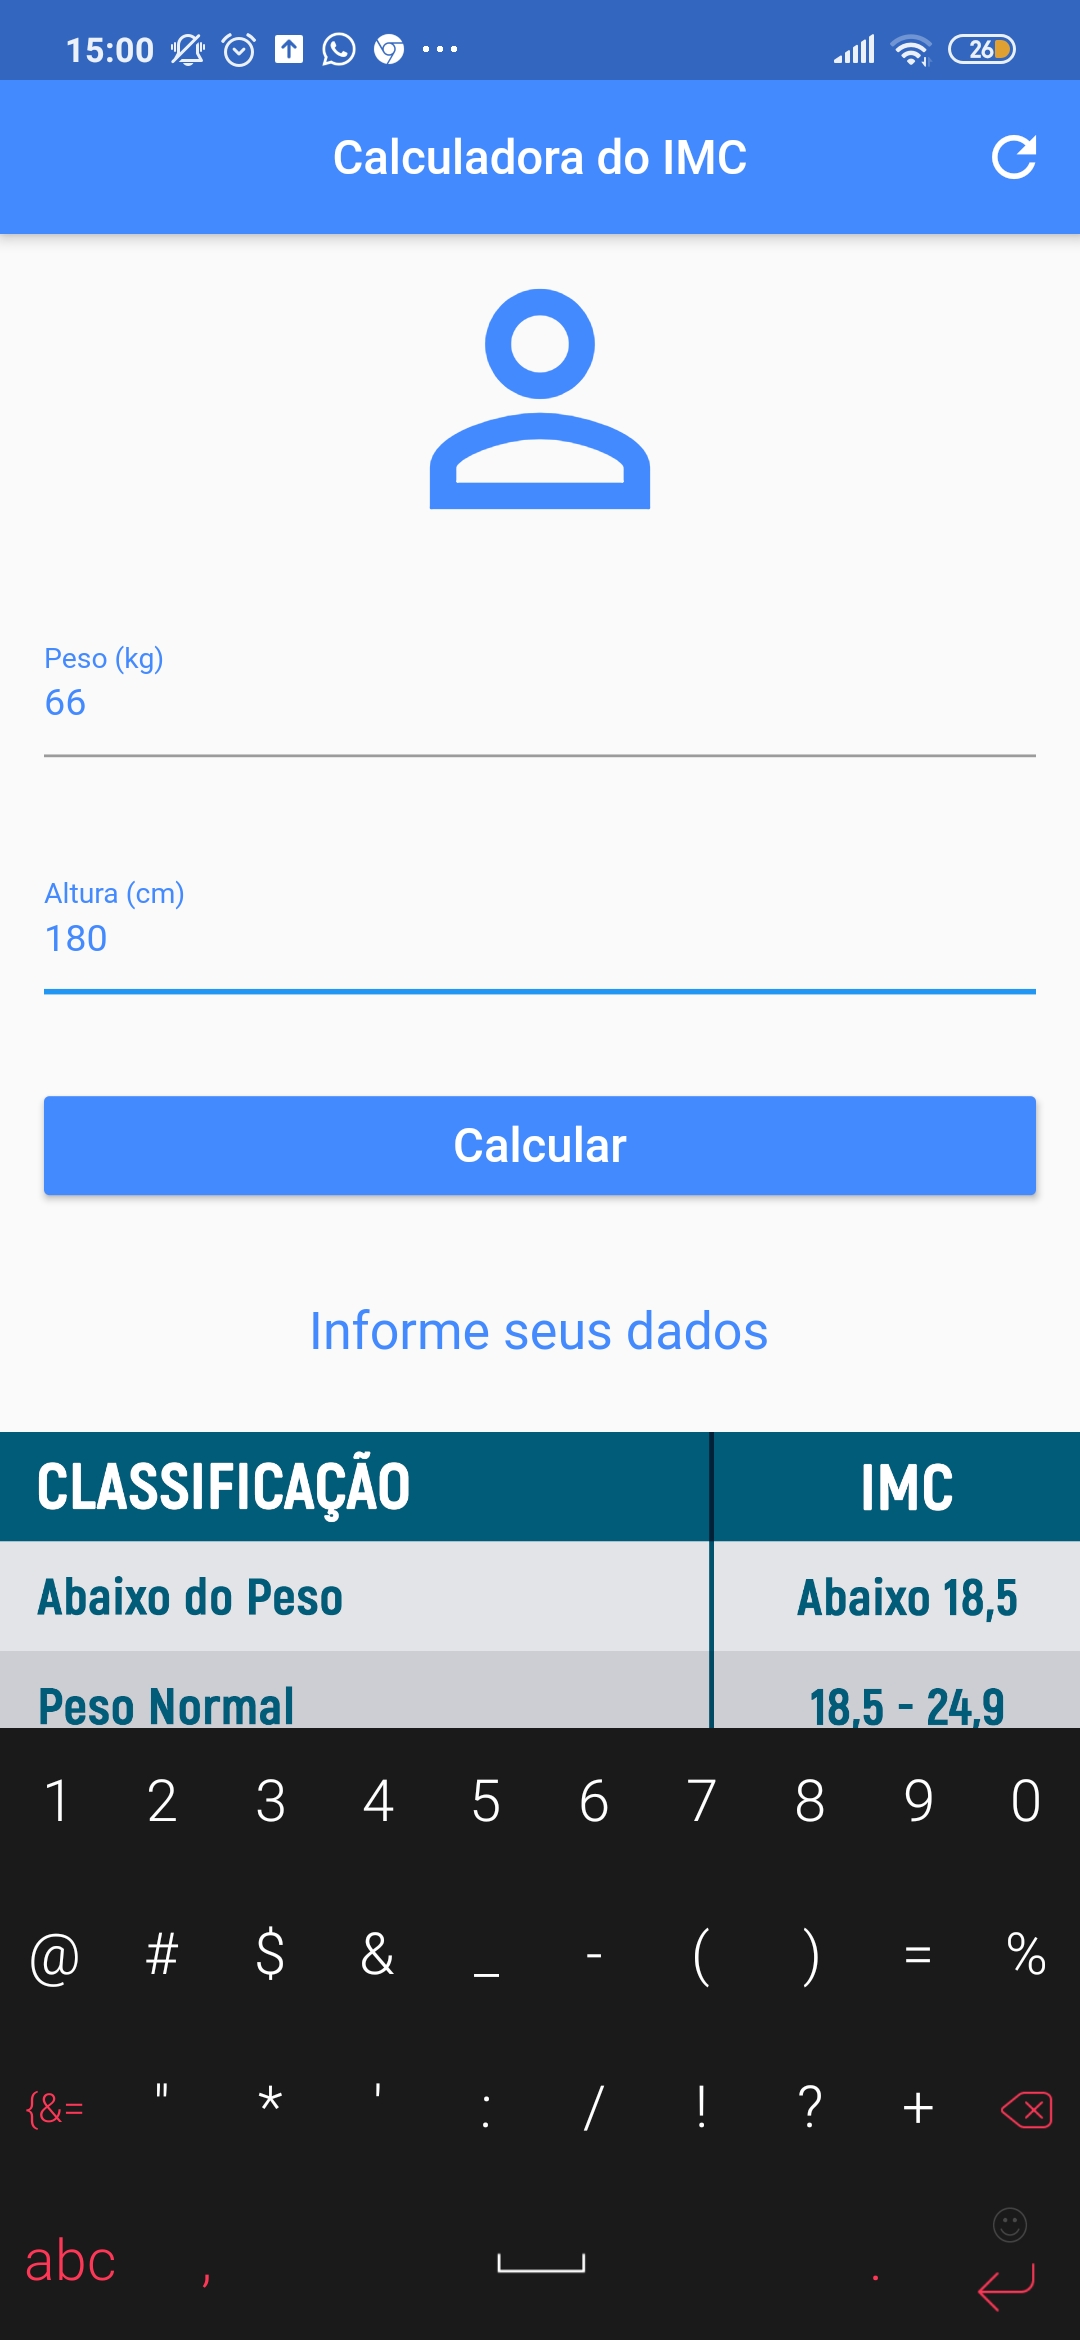 15:00
26
Calculadora do IMC
Peso (kg)
66
Altura (cm)
180
Calcular
Informe seus dados
CLASSIFICAÇÃO IMC
Abaixo do Peso Abaixo 18,5
Peso Normal 18,5 - 24,9
1 2 3 4 5 6 7 8 9 0
@ # $ & _ - ( ) = %
{&= " * ' : / ! ? +
abc , .